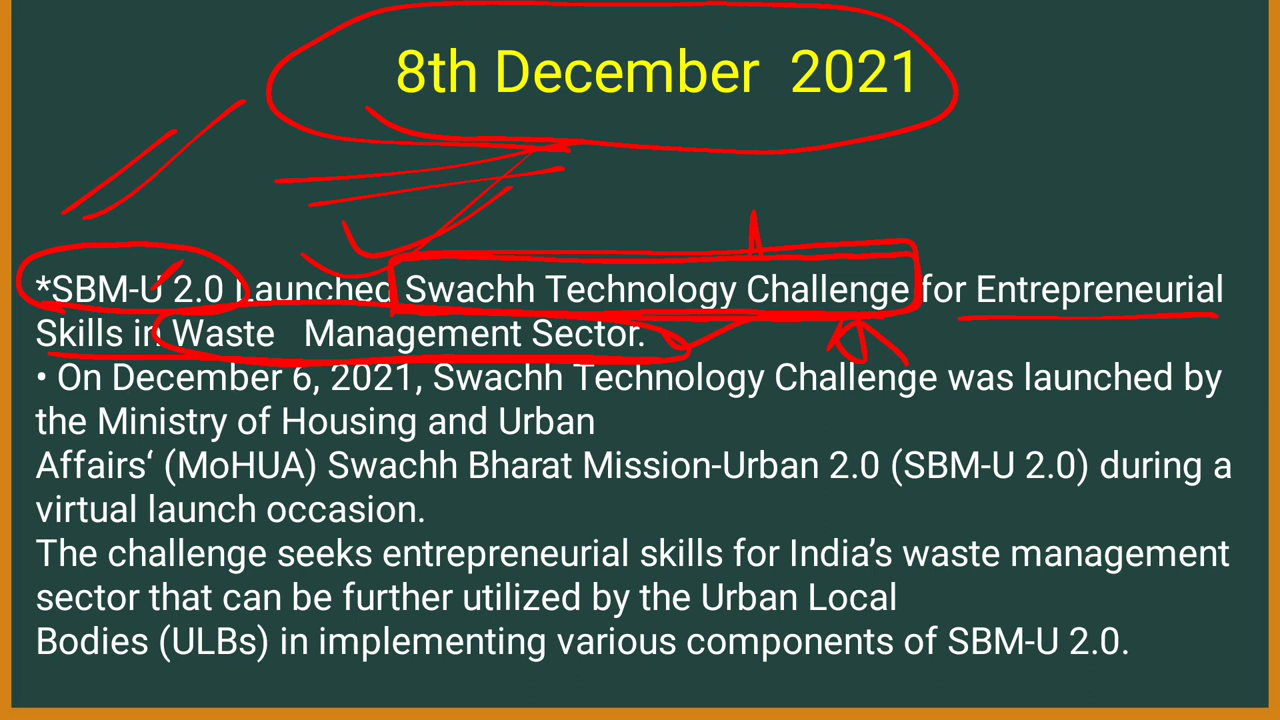 8th December 2021
*SBM-U 2.0 Launched Swachh Technology Challenge for Entrepreneurial
Skills in Waste Management Sector.
• On December 6, 2021, Swachh Technology Challenge was launched by
the Ministry of Housing and Urban
Affairs‘ (MoHUA) Swachh Bharat Mission-Urban 2.0 (SBM-U 2.0) during a
virtual launch occasion.
The challenge seeks entrepreneurial skills for India’s waste management
sector that can be further utilized by the Urban Local
Bodies (ULBs) in implementing various components of SBM-U 2.0.